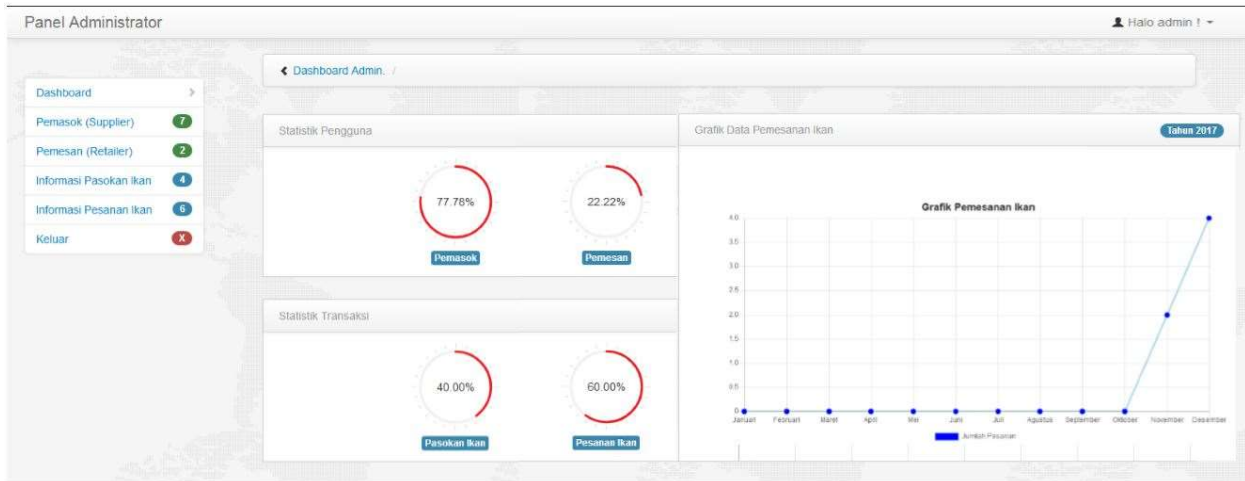 Panel Administrator
Halo admin ! 
Dashboard Admin. /
Dashboard
Pemasok (Supplier) 7
Pemesan (Retailer) 2
Informasi Pasokan Ikan 4
Informasi Pesanan Ikan 6
Keluar X
Statistik Pengguna
77.78%
22.22%
Pemasok
Pemesan
Statistik Transaksi
40.00%
60.00%
Pasokan Ikan
Pesanan Ikan
Grafik Data Pemesanan Ikan
Tahun 2017
Grafik Pemesanan Ikan
4.0
3.5
3.0
2.5
2.0
1.5
1.0
0.5
0
Januari Februari Maret April Mei Juni Juli Agustus September Oktober November Desember
Jumlah Pesanan